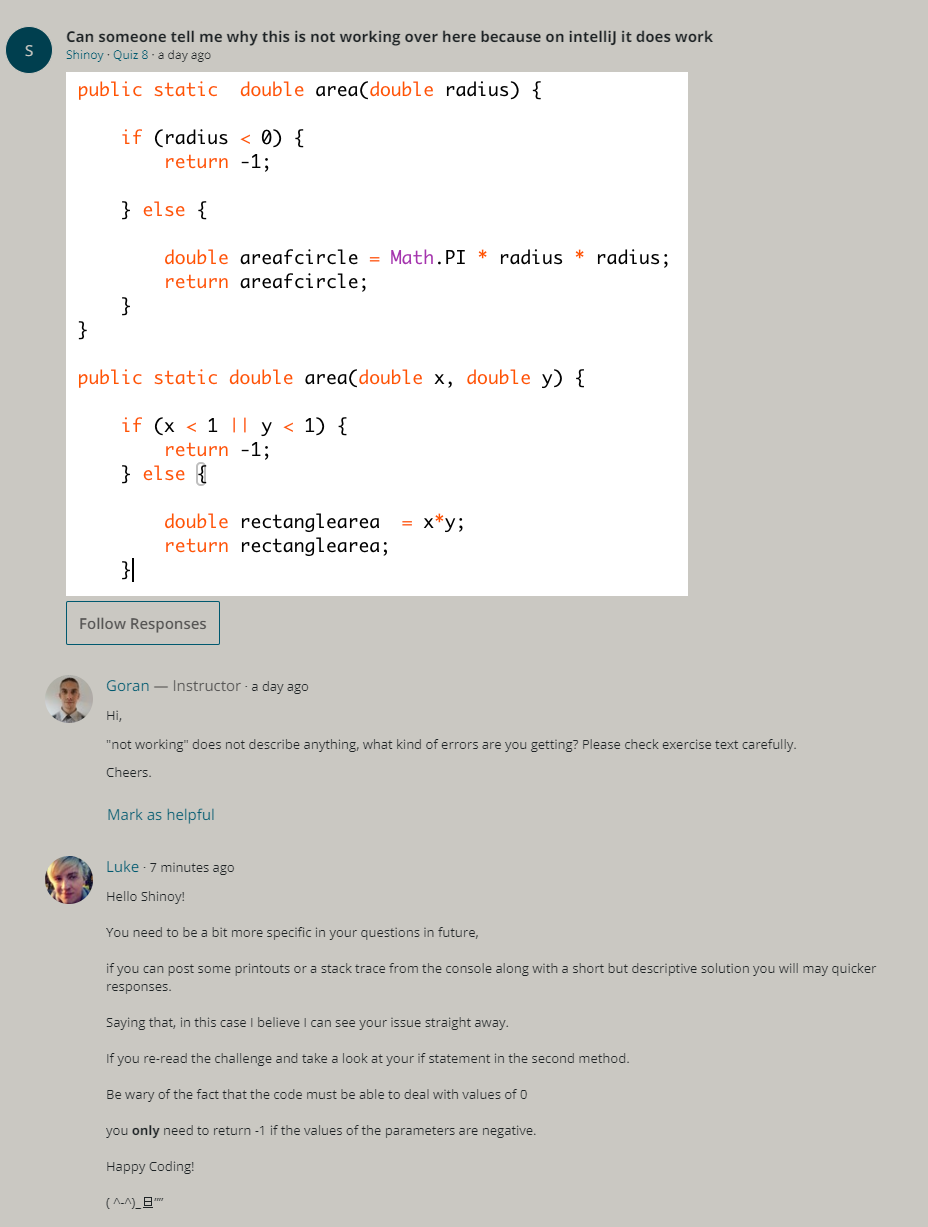 S
Can someone tell me why this is not working over here because on intelliJ it does work
Shinoy · Quiz 8 · a day ago
public static  double area(double radius) {
if (radius < 0) {
return -1;
} else {
double areafcircle = Math.PI * radius * radius;
return areafcircle;
}
}
public static double area(double x, double y) {
if (x < 1 || y < 1) {
return -1;
} else {
double rectanglearea  = x*y;
return rectanglearea;
}
Follow Responses
Goran — Instructor · a day ago
Hi,
"not working" does not describe anything, what kind of errors are you getting? Please check exercise text carefully.
Cheers.
Mark as helpful
Luke · 7 minutes ago
Hello Shinoy!
You need to be a bit more specific in your questions in future,
if you can post some printouts or a stack trace from the console along with a short but descriptive solution you will may quicker
responses.
Saying that, in this case I believe I can see your issue straight away.
If you re-read the challenge and take a look at your if statement in the second method.
Be wary of the fact that the code must be able to deal with values of 0
you only need to return -1 if the values of the parameters are negative.
Happy Coding!
( ^-^)_旦""